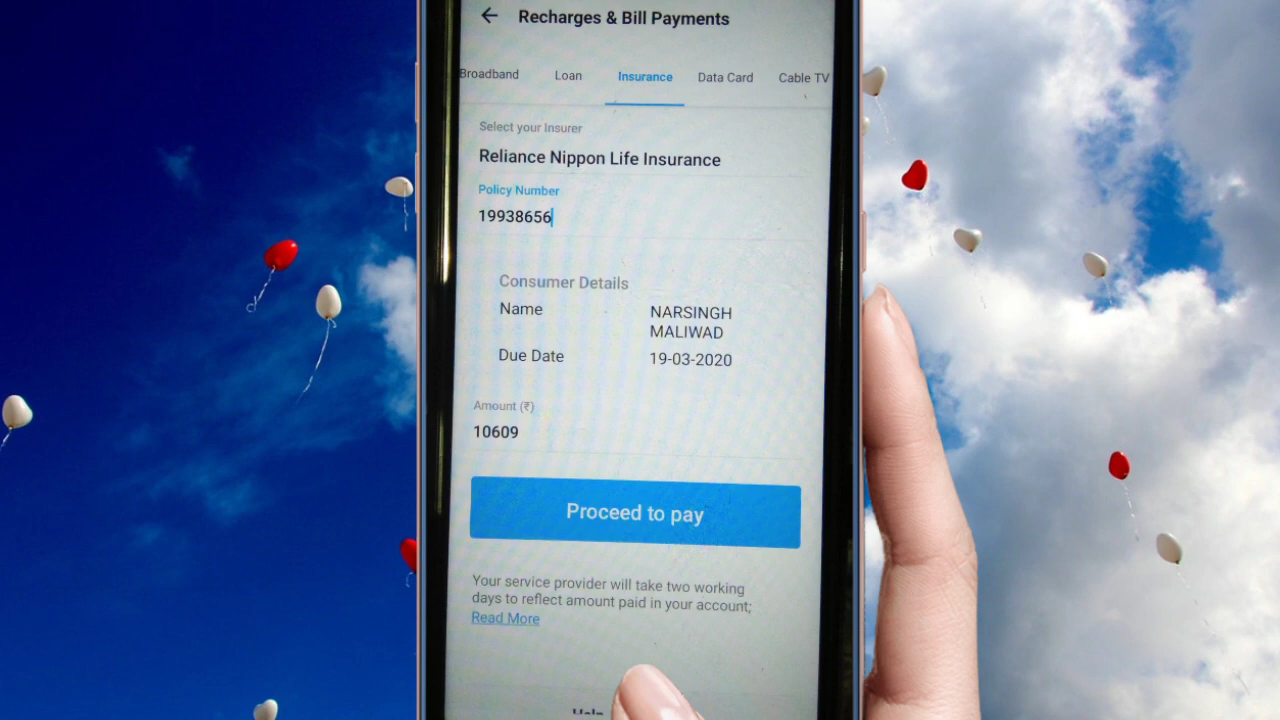 Recharges & Bill Payments
Broadband Loan Insurance Data Card Cable TV
Select your Insurer
Reliance Nippon Life Insurance
Policy Number
19938656
Consumer Details
Name NARSINGH
MALIWAD
Due Date 19-03-2020
Amount (₹)
10609
Proceed to pay
Your service provider will take two working
days to reflect amount paid in your account;
Read More